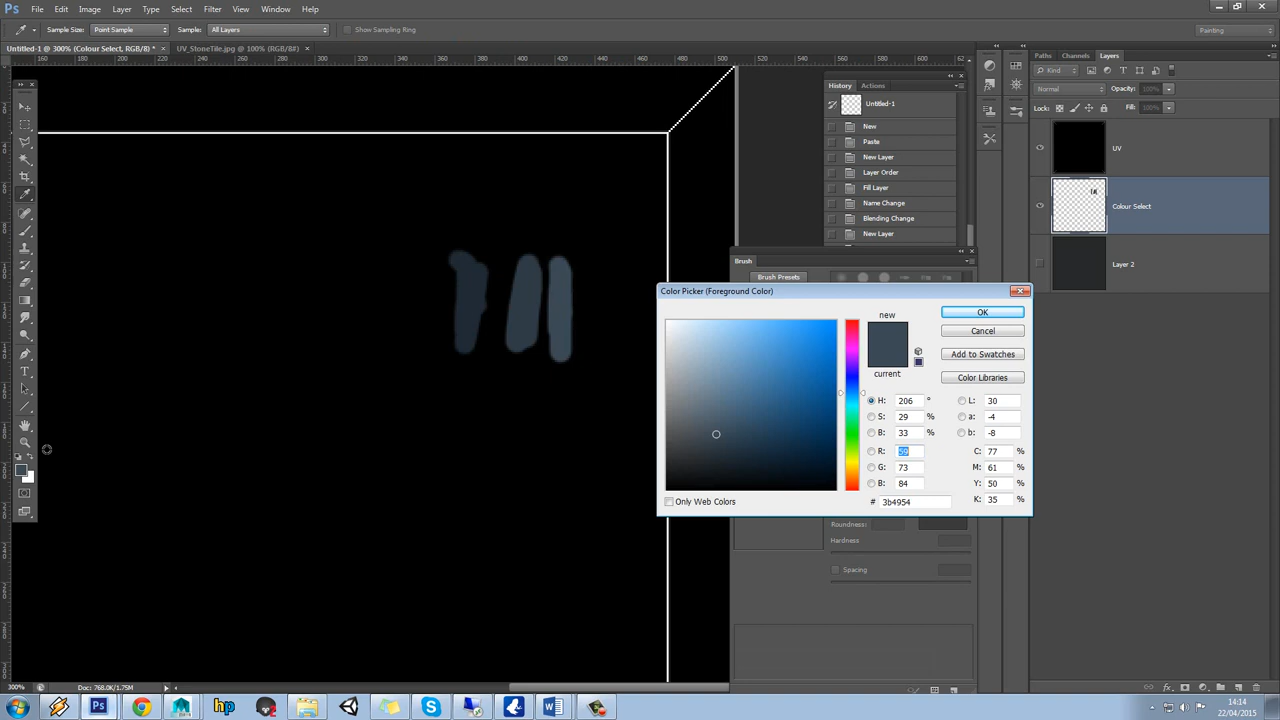 Ps File Edit Image Layer Type Select Filter View Window Help
Sample Size: Point Sample Sample: All Layers Show Sampling Ring Painting
Untitled-1 @ 300% (Colour Select, RGB/8) * × UV_StoneTile.jpg @ 100% (RGB/8#) ×
Paths Channels Layers
Kind
Normal Opacity: 100%
Lock: Fill: 100%
UV
Colour Select
Layer 2
History Actions
Untitled-1
New
Paste
New Layer
Layer Order
Fill Layer
Name Change
Blending Change
New Layer
Brush
Brush Presets
Color Picker (Foreground Color)
new
current
OK
Cancel
Add to Swatches
Color Libraries
H: 206 °
S: 29 %
B: 33 %
R: 59
G: 73
B: 84
L: 30
a: -4
b: -8
C: 77 %
M: 61 %
Y: 50 %
K: 35 %
Only Web Colors
# 3b4954
Roundness:
Hardness
Spacing
300% Doc: 768.0K/1.75M
hp
14:14
22/04/2015